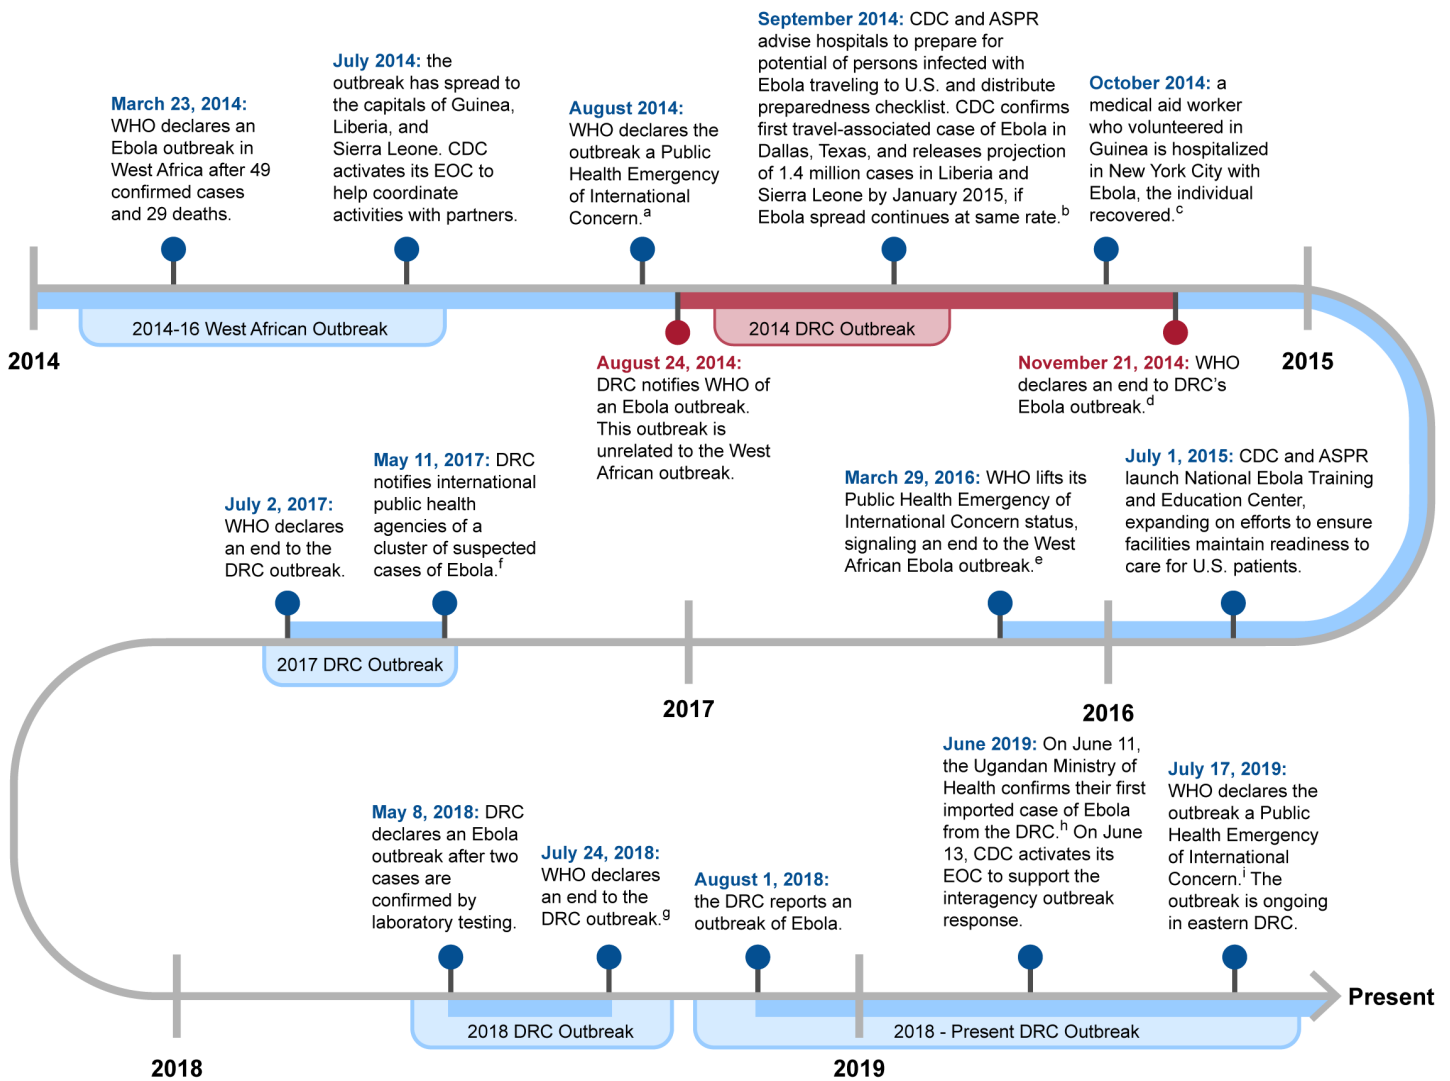 March 23, 2014:
WHO declares an
Ebola outbreak in
West Africa after 49
confirmed cases
and 29 deaths.
July 2014: the
outbreak has spread to
the capitals of Guinea,
Liberia, and
Sierra Leone. CDC
activates its EOC to
help coordinate
activities with partners.
August 2014:
WHO declares the
outbreak a Public
Health Emergency
of International
Concern.a
September 2014: CDC and ASPR
advise hospitals to prepare for
potential of persons infected with
Ebola traveling to U.S. and distribute
preparedness checklist. CDC confirms
first travel-associated case of Ebola in
Dallas, Texas, and releases projection
of 1.4 million cases in Liberia and
Sierra Leone by January 2015, if
Ebola spread continues at same rate.b
October 2014: a
medical aid worker
who volunteered in
Guinea is hospitalized
in New York City with
Ebola, the individual
recovered.c
2014-16 West African Outbreak
2014 DRC Outbreak
2014
2015
August 24, 2014:
DRC notifies WHO of
an Ebola outbreak.
This outbreak is
unrelated to the West
African outbreak.
November 21, 2014: WHO
declares an end to DRC’s
Ebola outbreak.d
July 2, 2017:
WHO declares
an end to the
DRC outbreak.
May 11, 2017: DRC
notifies international
public health
agencies of a
cluster of suspected
cases of Ebola.f
March 29, 2016: WHO lifts its
Public Health Emergency of
International Concern status,
signaling an end to the West
African Ebola outbreak.e
July 1, 2015: CDC and ASPR
launch National Ebola Training
and Education Center,
expanding on efforts to ensure
facilities maintain readiness to
care for U.S. patients.
2017 DRC Outbreak
2017
2016
May 8, 2018: DRC
declares an Ebola
outbreak after two
cases are
confirmed by
laboratory testing.
July 24, 2018:
WHO declares
an end to the
DRC outbreak.g
August 1, 2018:
the DRC reports an
outbreak of Ebola.
June 2019: On June 11,
the Ugandan Ministry of
Health confirms their first
imported case of Ebola
from the DRC.h On June
13, CDC activates its
EOC to support the
interagency outbreak
response.
July 17, 2019:
WHO declares the
outbreak a Public
Health Emergency
of International
Concern.i The
outbreak is ongoing
in eastern DRC.
Present
2018 DRC Outbreak
2018 - Present DRC Outbreak
2018
2019